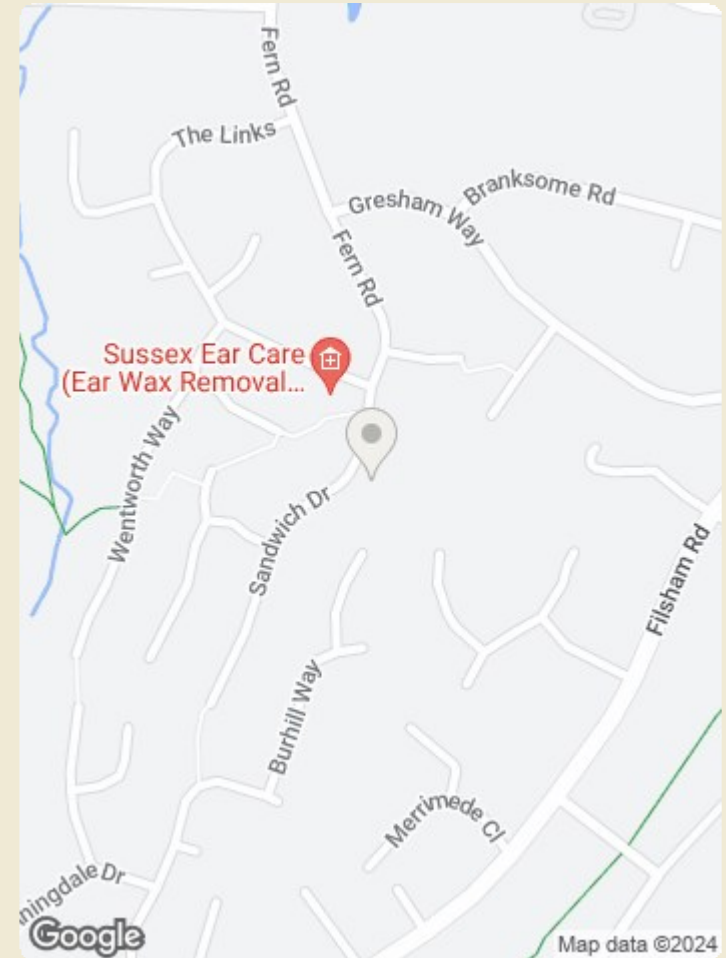 Fern Rd
The Links
Branksome Rd
Gresham Way
Fern Rd
Sussex Ear Care
(Ear Wax Removal...
Wentworth Way
Sandwich Dr
Filsham Rd
Burhill Way
Merrimede Cl
nningdale Dr
Google
Map data ©2024